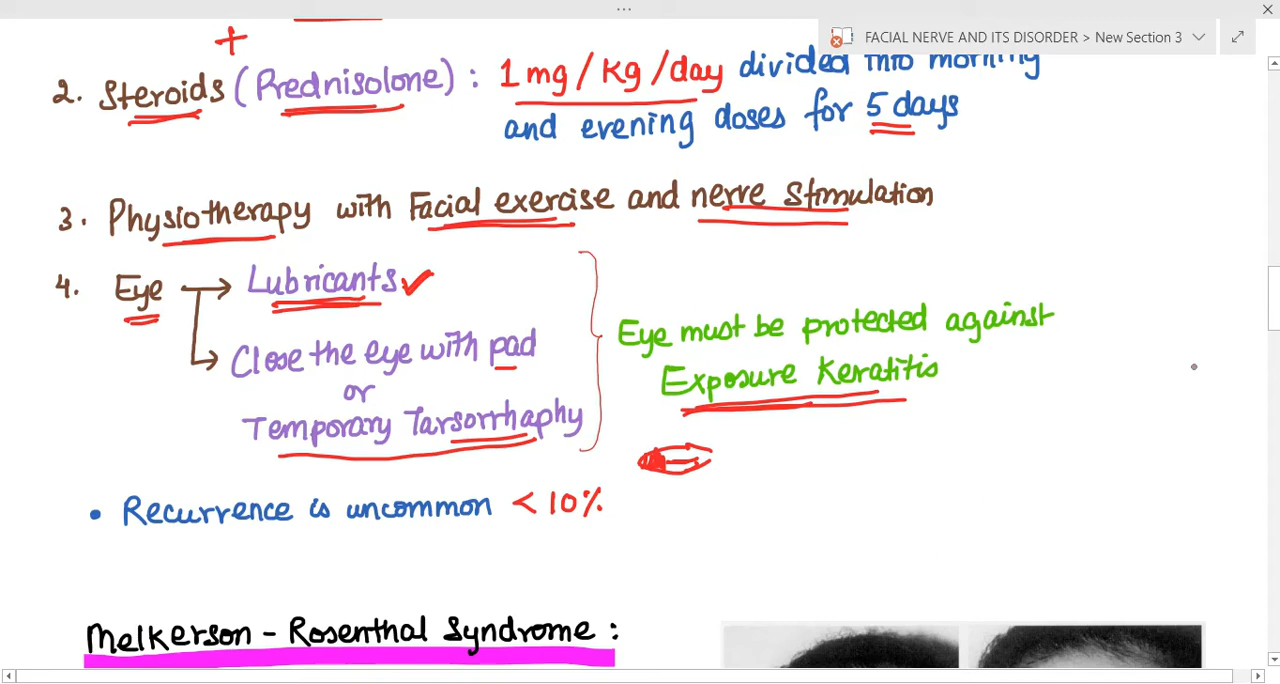 FACIAL NERVE AND ITS DISORDER > New Section 3
+
2. Steroids (Prednisolone) : 1 mg / Kg / day divided into morning
and evening doses for 5 days
3. Physiotherapy with Facial exercise and nerve stimulation
4. Eye → Lubricants ✓
Close the eye with pad
or
Temporary Tarsorrhaphy
Eye must be protected against
Exposure Keratitis
• Recurrence is uncommon < 10%
Melkerson - Rosenthal Syndrome :